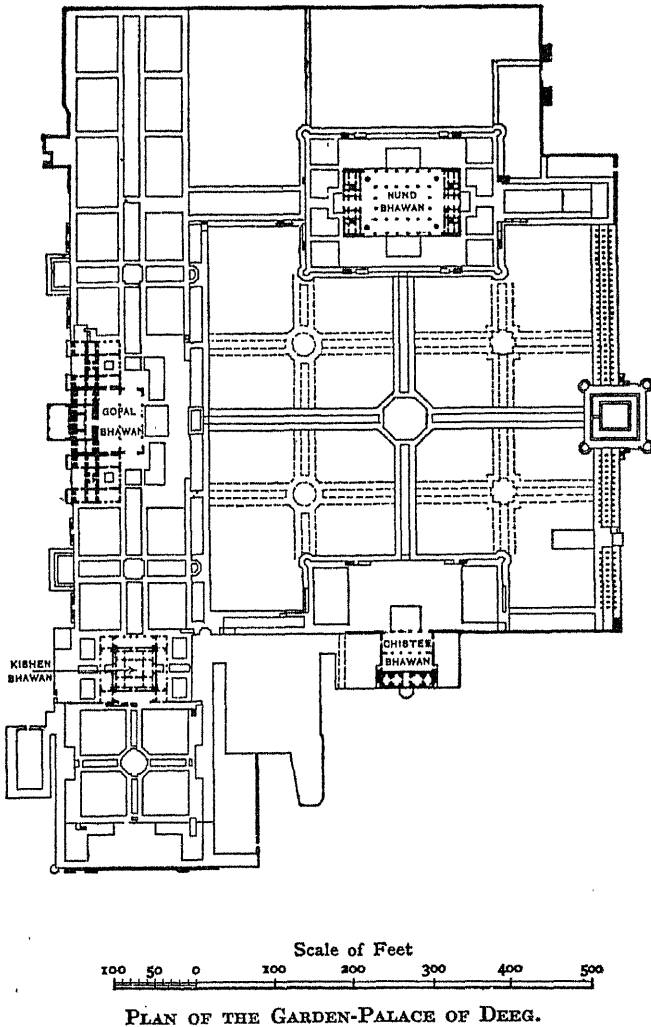 NUND
BHAWAN
GOPAL
BHAWAN
KISHEN
BHAWAN
CHISTER
BHAWAN
Scale of Feet
100 50 0 100 200 300 400 500
PLAN OF THE GARDEN-PALACE OF DEEG.